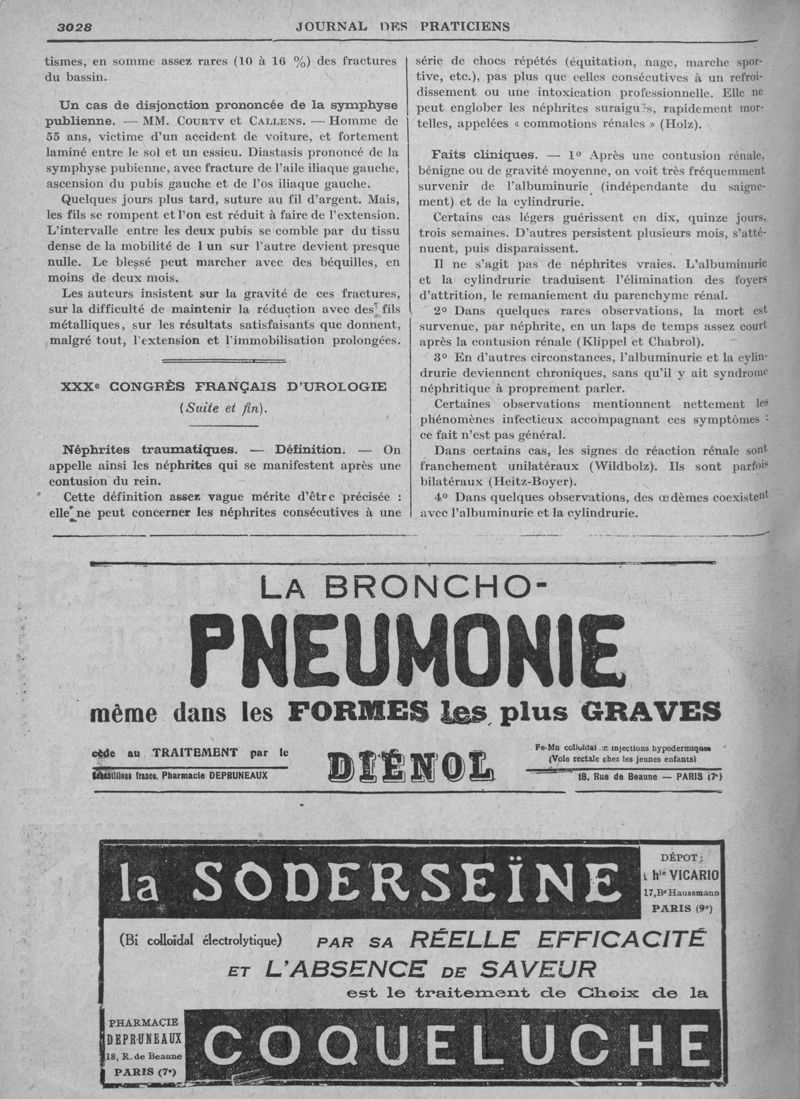 3028
JOURNAL DES PRATICIENS
tismes, en somme assez rares (10 à 16 %) des fractures
du bassin.
Un cas de disjonction prononcée de la symphyse
publienne. — MM. COURTY et CALLENS. — Homme de
55 ans, victime d'un accident de voiture, et fortement
laminé entre le sol et un essieu. Diastasis prononcé de la
symphyse pubienne, avec fracture de l'aile iliaque gauche,
ascension du pubis gauche et de l'os iliaque gauche.
Quelques jours plus tard, suture au fil d'argent. Mais,
les fils se rompent et l'on est réduit à faire de l'extension.
L'intervalle entre les deux pubis se comble par du tissu
dense de la mobilité de l un sur l'autre devient presque
nulle. Le blessé peut marcher avec des béquilles, en
moins de deux mois.
Les auteurs insistent sur la gravité de ces fractures,
sur la difficulté de maintenir la réduction avec des fils
métalliques, sur les résultats satisfaisants que donnent,
malgré tout, l'extension et l'immobilisation prolongées.
XXXe CONGRÈS FRANÇAIS D'UROLOGIE
(Suite et fin).
Néphrites traumatiques. — Définition. — On
appelle ainsi les néphrites qui se manifestent après une
contusion du rein.
Cette définition assez vague mérite d'être précisée :
elle ne peut concerner les néphrites consécutives à une
série de chocs répétés (équitation, nage, marche spor-
tive, etc.), pas plus que celles consécutives à un refroi-
dissement ou une intoxication professionnelle. Elle ne
peut englober les néphrites suraiguës, rapidement mor-
telles, appelées « commotions rénales » (Holz).
Faits cliniques. — 1º Après une contusion rénale,
bénigne ou de gravité moyenne, on voit très fréquemment
survenir de l'albuminurie (indépendante du saigne-
ment) et de la cylindrurie.
Certains cas légers guérissent en dix, quinze jours,
trois semaines. D'autres persistent plusieurs mois, s'atté-
nuent, puis disparaissent.
Il ne s'agit pas de néphrites vraies. L'albuminurie
et la cylindrurie traduisent l'élimination des foyers
d'attrition, le remaniement du parenchyme rénal.
2º Dans quelques rares observations, la mort est
survenue, par néphrite, en un laps de temps assez court
après la contusion rénale (Klippel et Chabrol).
3º En d'autres circonstances, l'albuminurie et la cylin-
drurie deviennent chroniques, sans qu'il y ait syndrome
néphritique à proprement parler.
Certaines observations mentionnent nettement les
phénomènes infectieux accompagnant ces symptômes :
ce fait n'est pas général.
Dans certains cas, les signes de réaction rénale sont
franchement unilatéraux (Wildbolz). Ils sont parfois
bilatéraux (Heitz-Boyer).
4º Dans quelques observations, des œdèmes coexistent
avec l'albuminurie et la cylindrurie.
LA BRONCHO-
PNEUMONIE
même dans les FORMES les plus GRAVES
cède au TRAITEMENT par le
Échantillons franco. Pharmacie DEPRUNEAUX
DIÉNOL
Fe-Mn colloïdal en injections hypodermiques
(Voie rectale chez les jeunes enfants)
18, Rue de Beaune — PARIS (7e)
la SODERSEÏNE
DÉPOT :
hie VICARIO
17, Bd Haussmann
PARIS (9e)
(Bi colloïdal électrolytique) PAR SA RÉELLE EFFICACITÉ
ET L'ABSENCE DE SAVEUR
est le traitement de Choix de la
PHARMACIE
DEPRUNEAUX
18, R. de Beaune
PARIS (7e)
COQUELUCHE